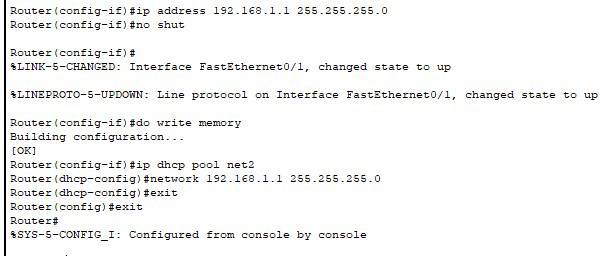 Router(config-if)#ip address 192.168.1.1 255.255.255.0
Router(config-if)#no shut
Router(config-if)#
%LINK-5-CHANGED: Interface FastEthernet0/1, changed state to up
%LINEPROTO-5-UPDOWN: Line protocol on Interface FastEthernet0/1, changed state to up
Router(config-if)#do write memory
Building configuration...
[OK]
Router(config-if)#ip dhcp pool net2
Router(dhcp-config)#network 192.168.1.1 255.255.255.0
Router(dhcp-config)#exit
Router(config)#exit
Router#
%SYS-5-CONFIG_I: Configured from console by console